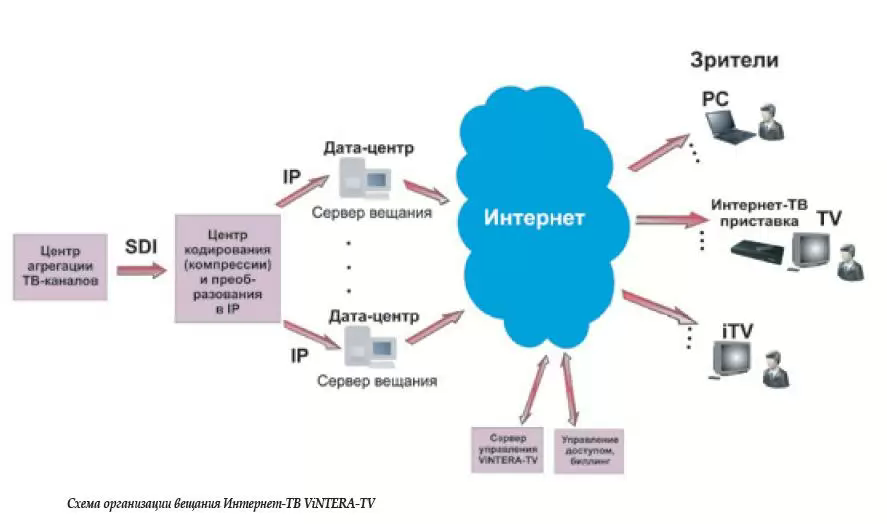 Зрители
PC
Дата-центр
IP
Сервер вещания
Интернет-ТВ
приставка
TV
Интернет
SDI
Центр
агрегации
ТВ-каналов
Центр
кодирования
(компрессии)
и преоб-
разования
в IP
Дата-центр
IP
Сервер вещания
iTV
Сервер
управления
ViNTERA-TV
Управление
доступом,
биллинг
Схема организации вещания Интернет-ТВ ViNTERA-TV